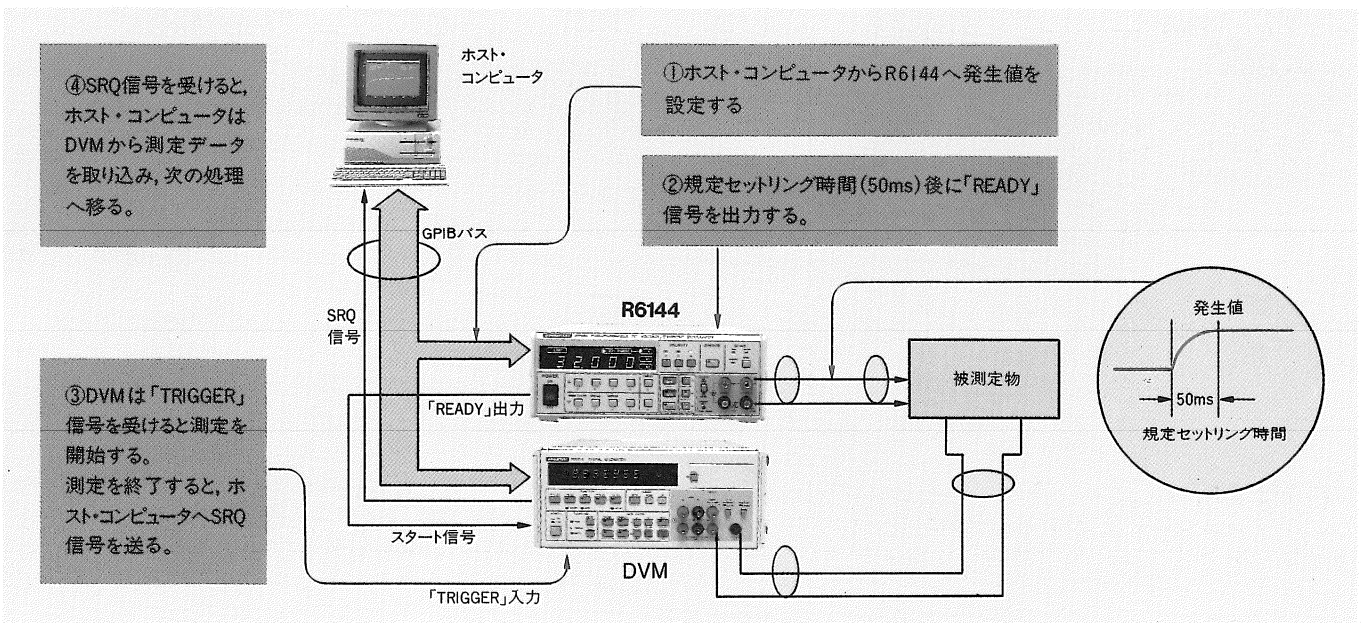 ④SRQ信号を受けると,
ホスト・コンピュータは
DVMから測定データ
を取り込み,次の処理
へ移る。
ホスト・
コンピュータ
①ホスト・コンピュータからR6144へ発生値を
設定する
②規定セットリング時間(50ms)後に「READY」
信号を出力する。
GPIBバス
SRQ
信号
R6144
32000
「READY」出力
被測定物
発生値
50ms
規定セットリング時間
③DVMは「TRIGGER」
信号を受けると測定を
開始する。
測定を終了すると,ホ
スト・コンピュータへSRQ
信号を送る。
スタート信号
DVM
「TRIGGER」入力